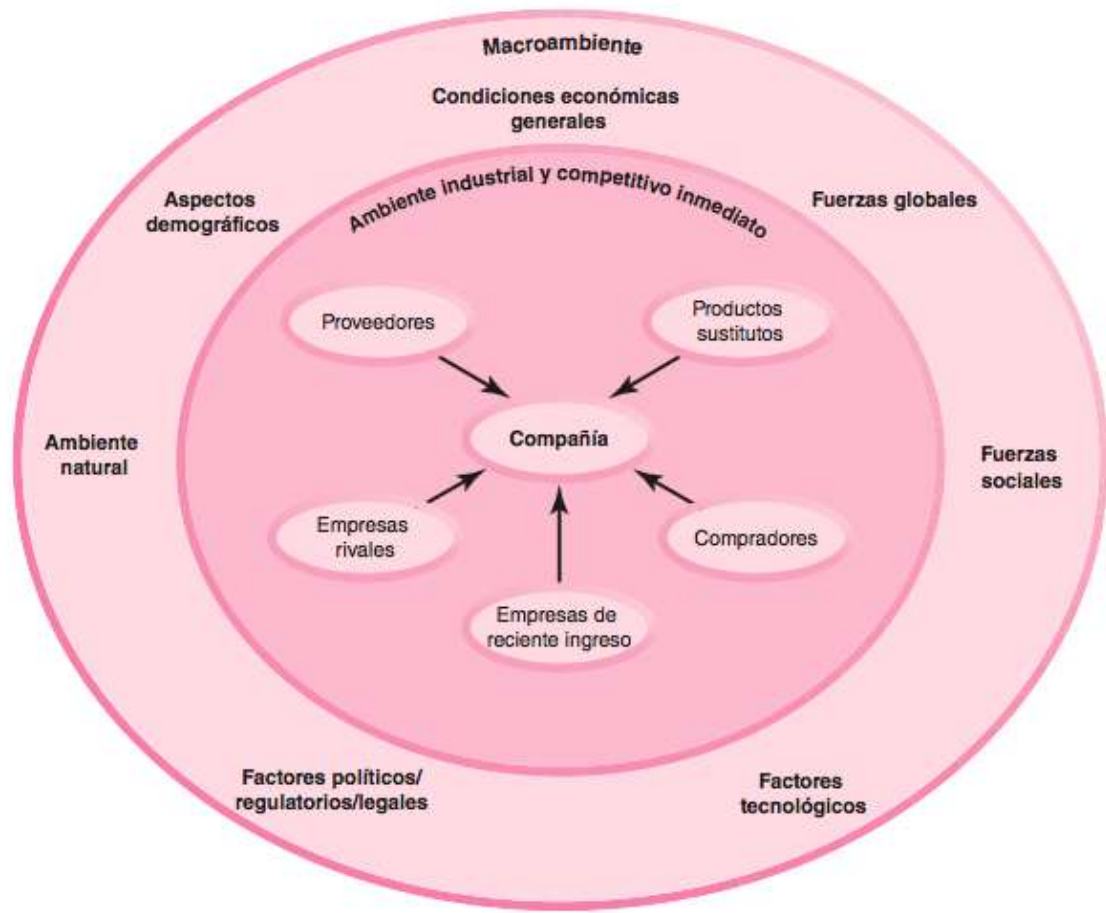 Macroambiente
Condiciones económicas
generales
Aspectos
demográficos
Fuerzas globales
Ambiente industrial y competitivo inmediato
Proveedores
Productos
sustitutos
Compañía
Ambiente
natural
Fuerzas
sociales
Empresas
rivales
Compradores
Empresas de
reciente ingreso
Factores políticos/
regulatorios/legales
Factores
tecnológicos